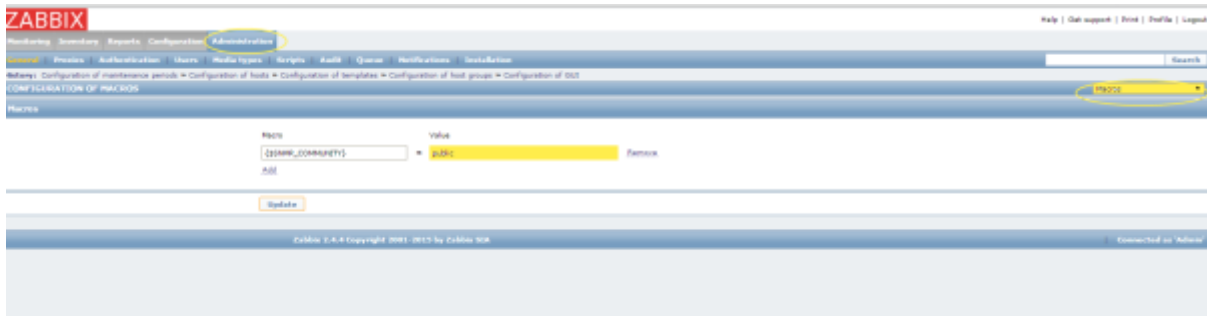 ZABBIX
Help | Get support | Print | Profile | Logout
Monitoring Inventory Reports Configuration Administration
General Proxies Authentication Users Media types Scripts Audit Queue Notifications Installation
Search
History: Configuration of maintenance periods » Configuration of hosts » Configuration of templates » Configuration of host groups » Configuration of GUI
CONFIGURATION OF MACROS
Macros
Macros
Macro Value
{$SNMP_COMMUNITY} = public Remove
Add
Update
Zabbix 2.4.4 Copyright 2001-2015 by Zabbix SIA
Connected as 'Admin'